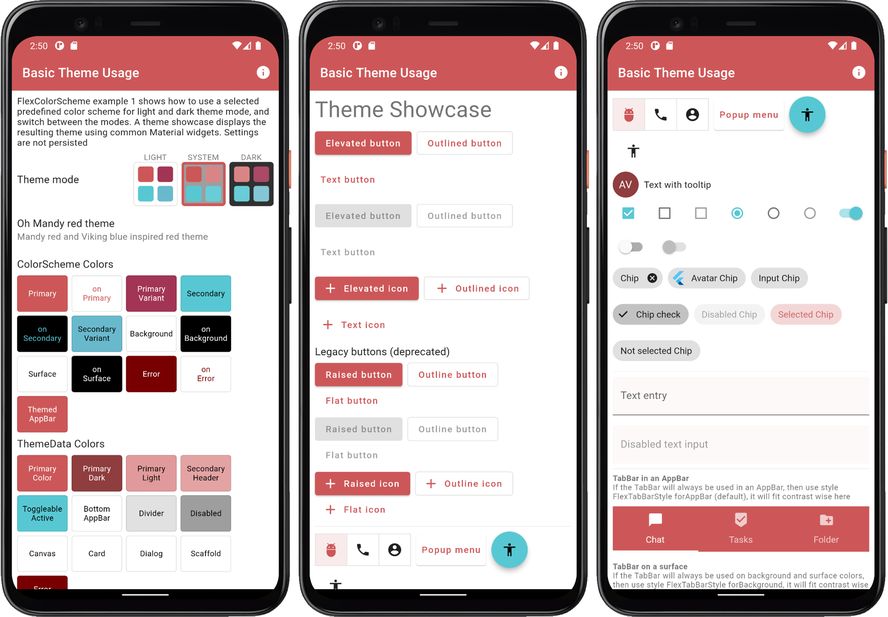 2:50
Basic Theme Usage
FlexColorScheme example 1 shows how to use a selected
predefined color scheme for light and dark theme mode, and
switch between the modes. A theme showcase displays the
resulting theme using common Material widgets. Settings
are not persisted
LIGHT SYSTEM DARK
Theme mode
Oh Mandy red theme
Mandy red and Viking blue inspired red theme
ColorScheme Colors
Primary
on
Primary
Primary
Variant
Secondary
on
Secondary
Secondary
Variant
Background
on
Background
Surface
on
Surface
Error
on
Error
Themed
AppBar
ThemeData Colors
Primary
Color
Primary
Dark
Primary
Light
Secondary
Header
Toggleable
Active
Bottom
AppBar
Divider
Disabled
Canvas
Card
Dialog
Scaffold
Error
2:50
Basic Theme Usage
Theme Showcase
Elevated button Outlined button
Text button
Elevated button Outlined button
Text button
Elevated icon Outlined icon
Text icon
Legacy buttons (deprecated)
Raised button Outline button
Flat button
Raised button Outline button
Flat button
Raised icon Outline icon
Flat icon
Popup menu
2:50
Basic Theme Usage
Popup menu
AV Text with tooltip
Chip Avatar Chip Input Chip
Chip check Disabled Chip Selected Chip
Not selected Chip
Text entry
Disabled text input
TabBar in an AppBar
If the TabBar will always be used in an AppBar, then use style
FlexTabBarStyle forAppBar (default), it will fit contrast wise here
Chat Tasks Folder
TabBar on a surface
If the TabBar will always be used on background and surface colors,
then use style FlexTabBarStyle forBackground, it will fit contrast wise